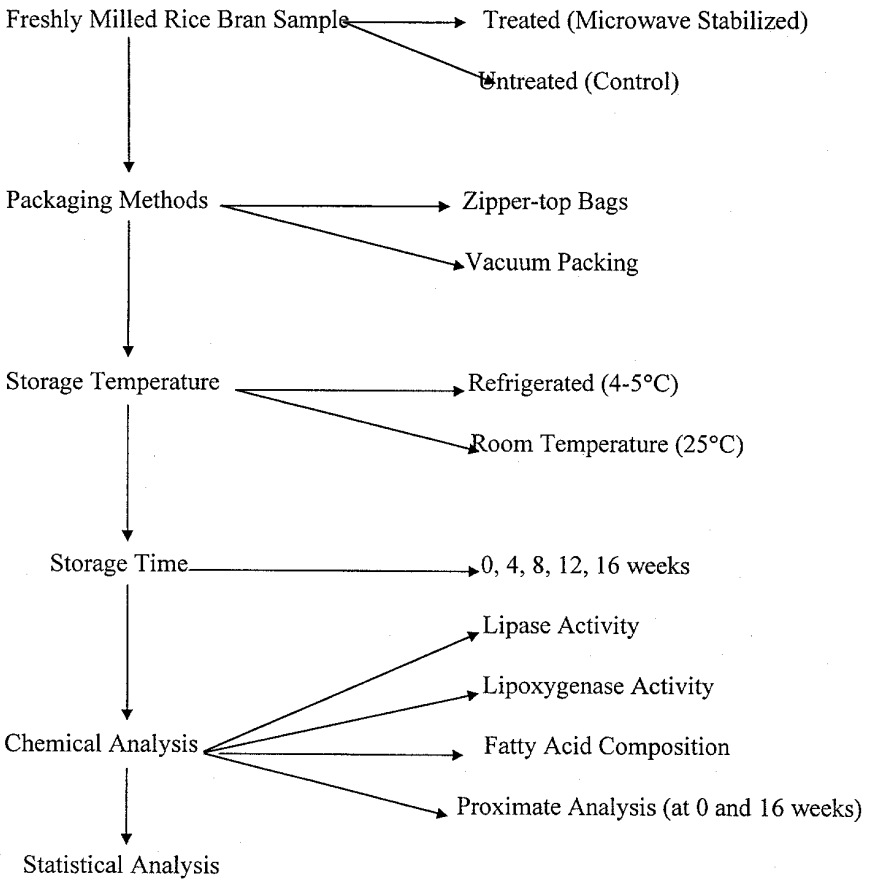 Freshly Milled Rice Bran Sample
Treated (Microwave Stabilized)
Untreated (Control)
Packaging Methods
Zipper-top Bags
Vacuum Packing
Storage Temperature
Refrigerated (4-5°C)
Room Temperature (25°C)
Storage Time
0, 4, 8, 12, 16 weeks
Lipase Activity
Lipoxygenase Activity
Chemical Analysis
Fatty Acid Composition
Proximate Analysis (at 0 and 16 weeks)
Statistical Analysis